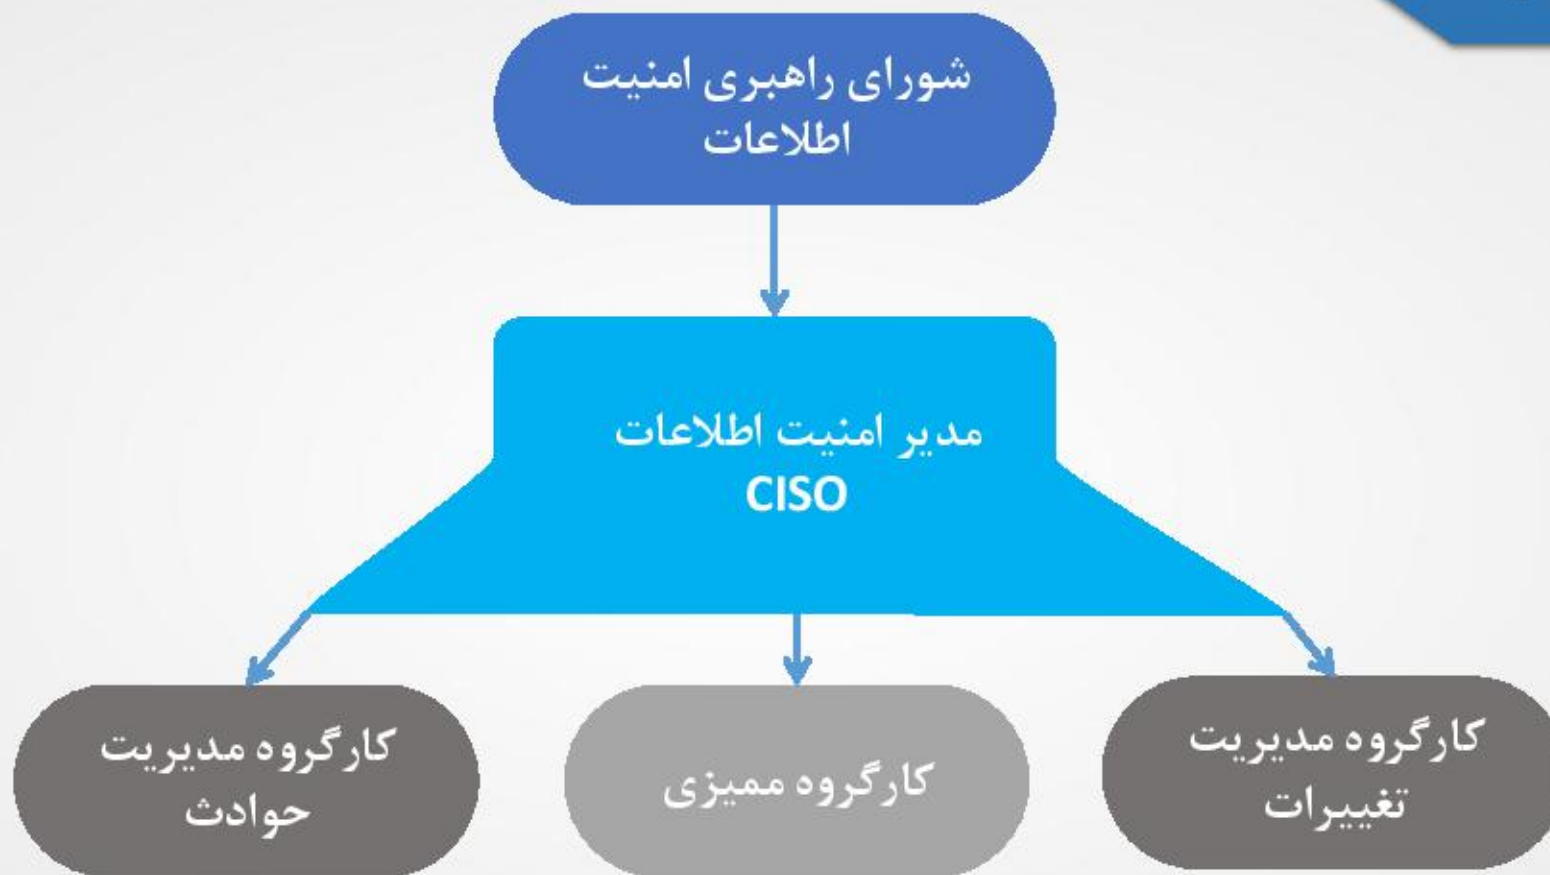 شورای راهبری امنیت
اطلاعات
مدیر امنیت اطلاعات
CISO
کارگروه مدیریت
تغییرات
کارگروه ممیزی
کارگروه مدیریت
حوادث